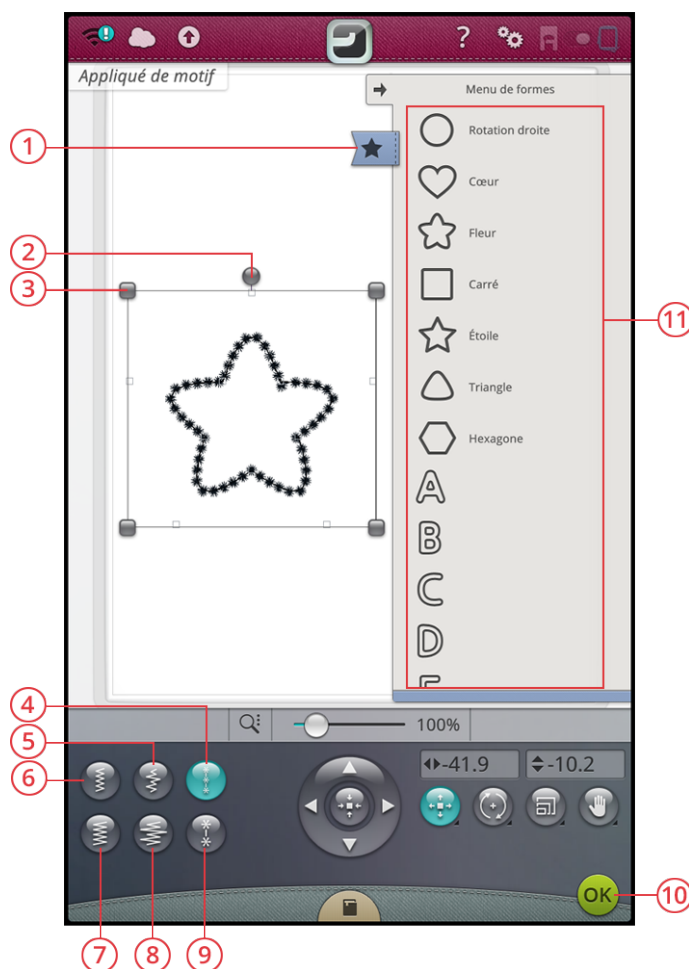 ?
Appliqué de motif
Menu de formes
1
Rotation droite
Cœur
2
Fleur
3
Carré
11
Étoile
Triangle
Hexagone
A
B
C
D
4
100%
5
6
-41.9
-10.2
OK
10
7
8
9